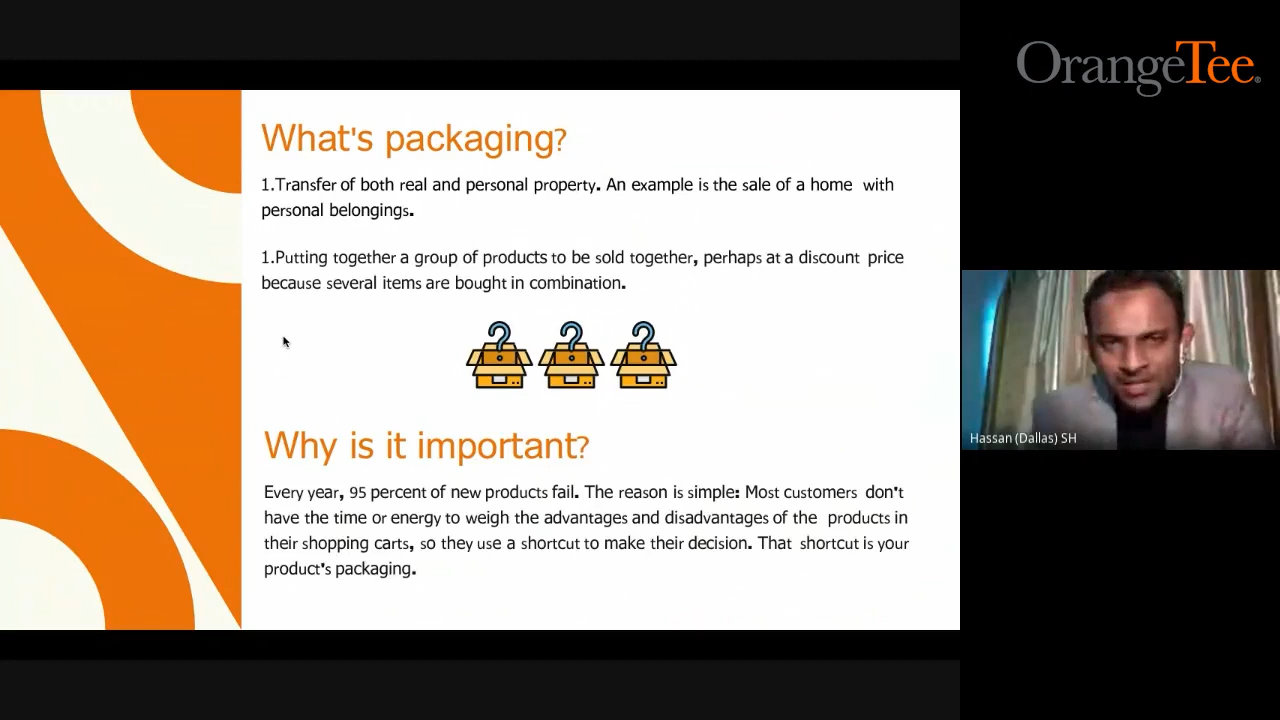 OrangeTee
What's packaging?
1.Transfer of both real and personal property. An example is the sale of a home with
personal belongings.
1.Putting together a group of products to be sold together, perhaps at a discount price
because several items are bought in combination.
Why is it important?
Every year, 95 percent of new products fail. The reason is simple: Most customers don't
have the time or energy to weigh the advantages and disadvantages of the products in
their shopping carts, so they use a shortcut to make their decision. That shortcut is your
product's packaging.
Hassan (Dallas) SH